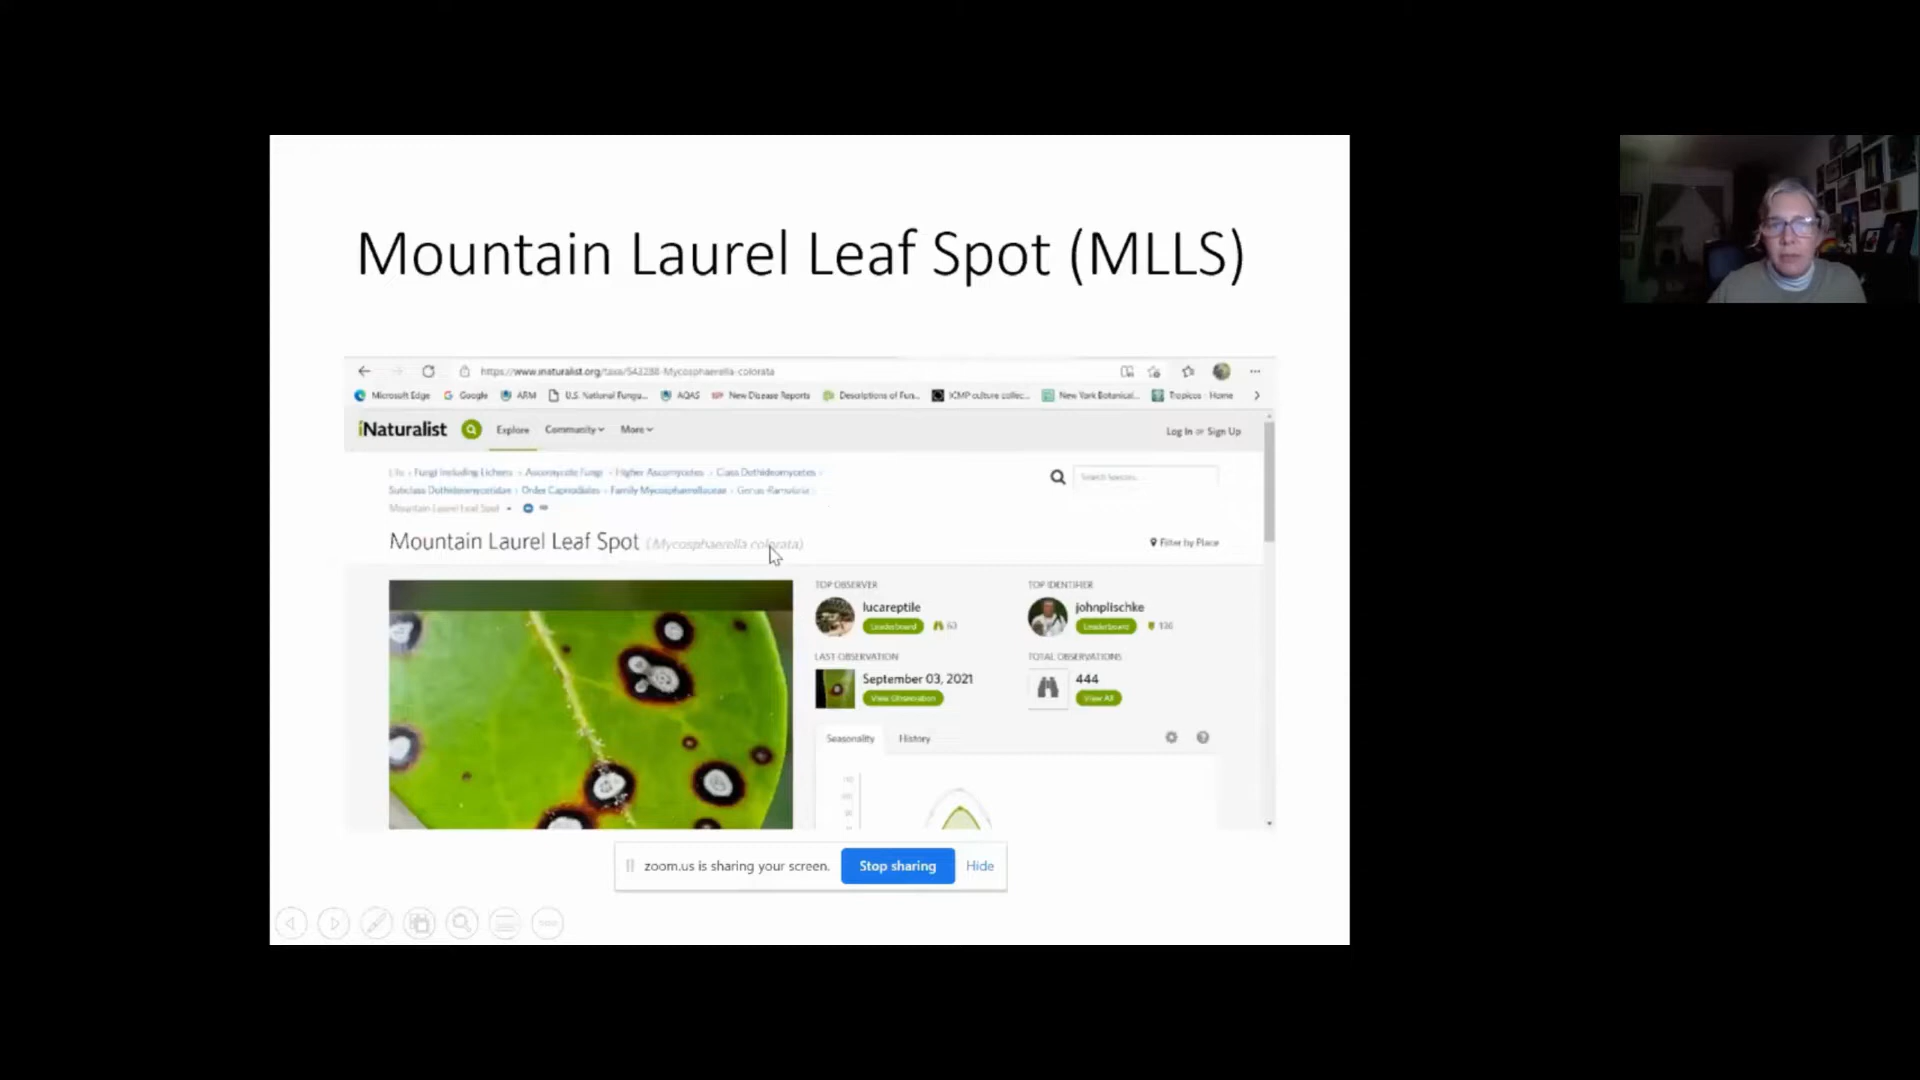 Mountain Laurel Leaf Spot (MLLS)
https://www.inaturalist.org/taxa/543288-Mycosphaerella-colorata
Microsoft Edge Google ARM U.S. National Fungu... AQAS New Disease Reports Descriptions of Fun... ICMP culture collec... New York Botanical... Tropicos - Home
iNaturalist Explore Community More Log In or Sign Up
Life Fungi Including Lichens Ascomycete Fungi Higher Ascomycetes Class Dothideomycetes
Search Species...
Subclass Dothideomycetidae Order Capnodiales Family Mycosphaerellaceae Genus Ramularia
Mountain Laurel Leaf Spot
Mountain Laurel Leaf Spot (Mycosphaerella colorata) Filter by Place
TOP OBSERVER TOP IDENTIFIER
lucareptile johnplischke
Leaderboard Leaderboard
LAST OBSERVATION TOTAL OBSERVATIONS
September 03, 2021 444
View Observation View All
Seasonality History
zoom.us is sharing your screen. Stop sharing Hide